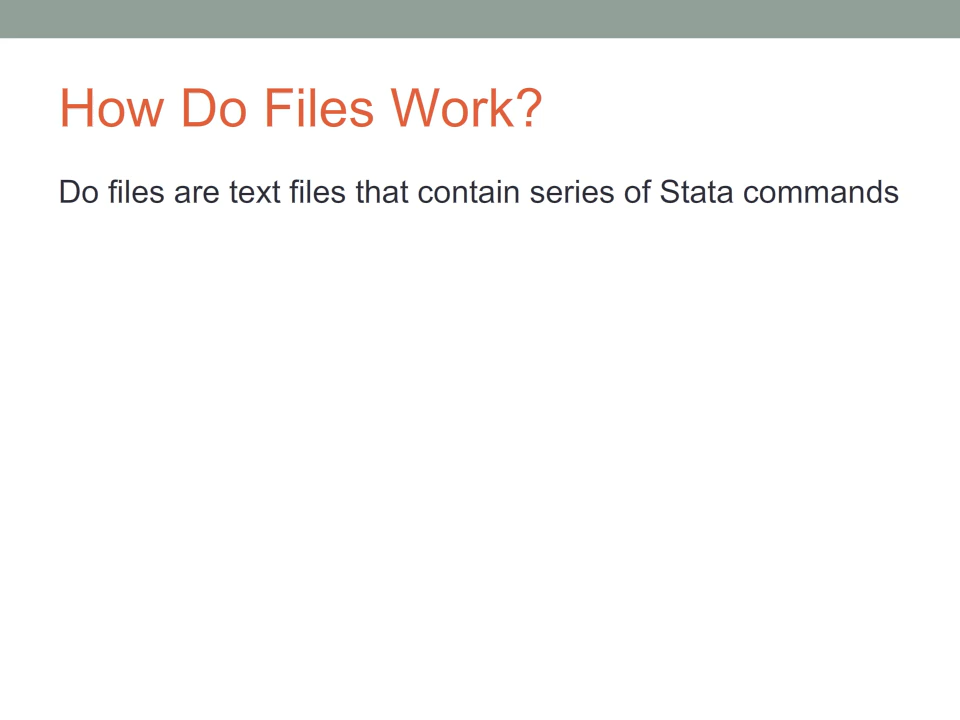 How Do Files Work?
Do files are text files that contain series of Stata commands